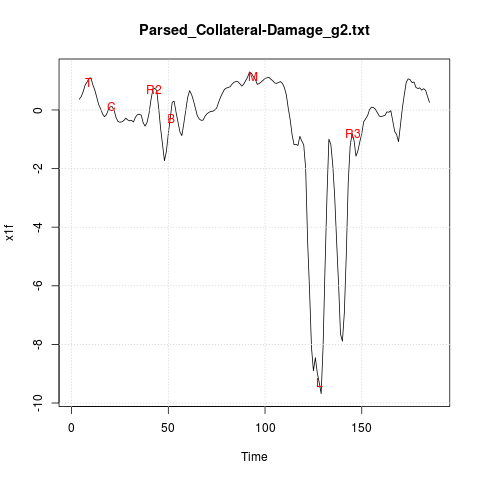 Parsed_Collateral-Damage_g2.txt
x1f
0
-2
-4
-6
-8
-10
T
C
R2
B
M
L
R3
0 50 100 150
Time